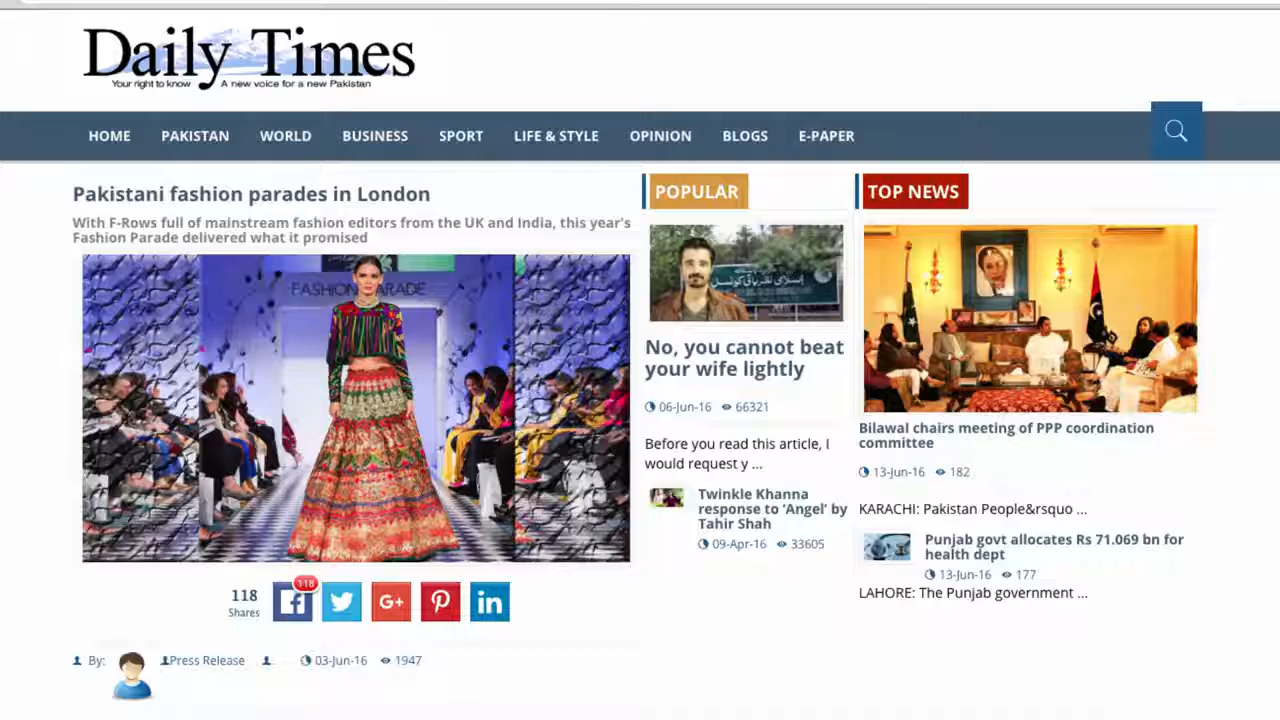 Daily Times
Your right to know A new voice for a new Pakistan
HOME PAKISTAN WORLD BUSINESS SPORT LIFE & STYLE OPINION BLOGS E-PAPER
Pakistani fashion parades in London
With F-Rows full of mainstream fashion editors from the UK and India, this year's
Fashion Parade delivered what it promised
FASHION PARADE
118
Shares
118
By: Press Release 03-Jun-16 1947
POPULAR
No, you cannot beat
your wife lightly
06-Jun-16 66321
Before you read this article, I
would request y ...
Twinkle Khanna
response to 'Angel' by
Tahir Shah
09-Apr-16 33605
TOP NEWS
Bilawal chairs meeting of PPP coordination
committee
13-Jun-16 182
KARACHI: Pakistan People&rsquo ...
Punjab govt allocates Rs 71.069 bn for
health dept
13-Jun-16 177
LAHORE: The Punjab government ...